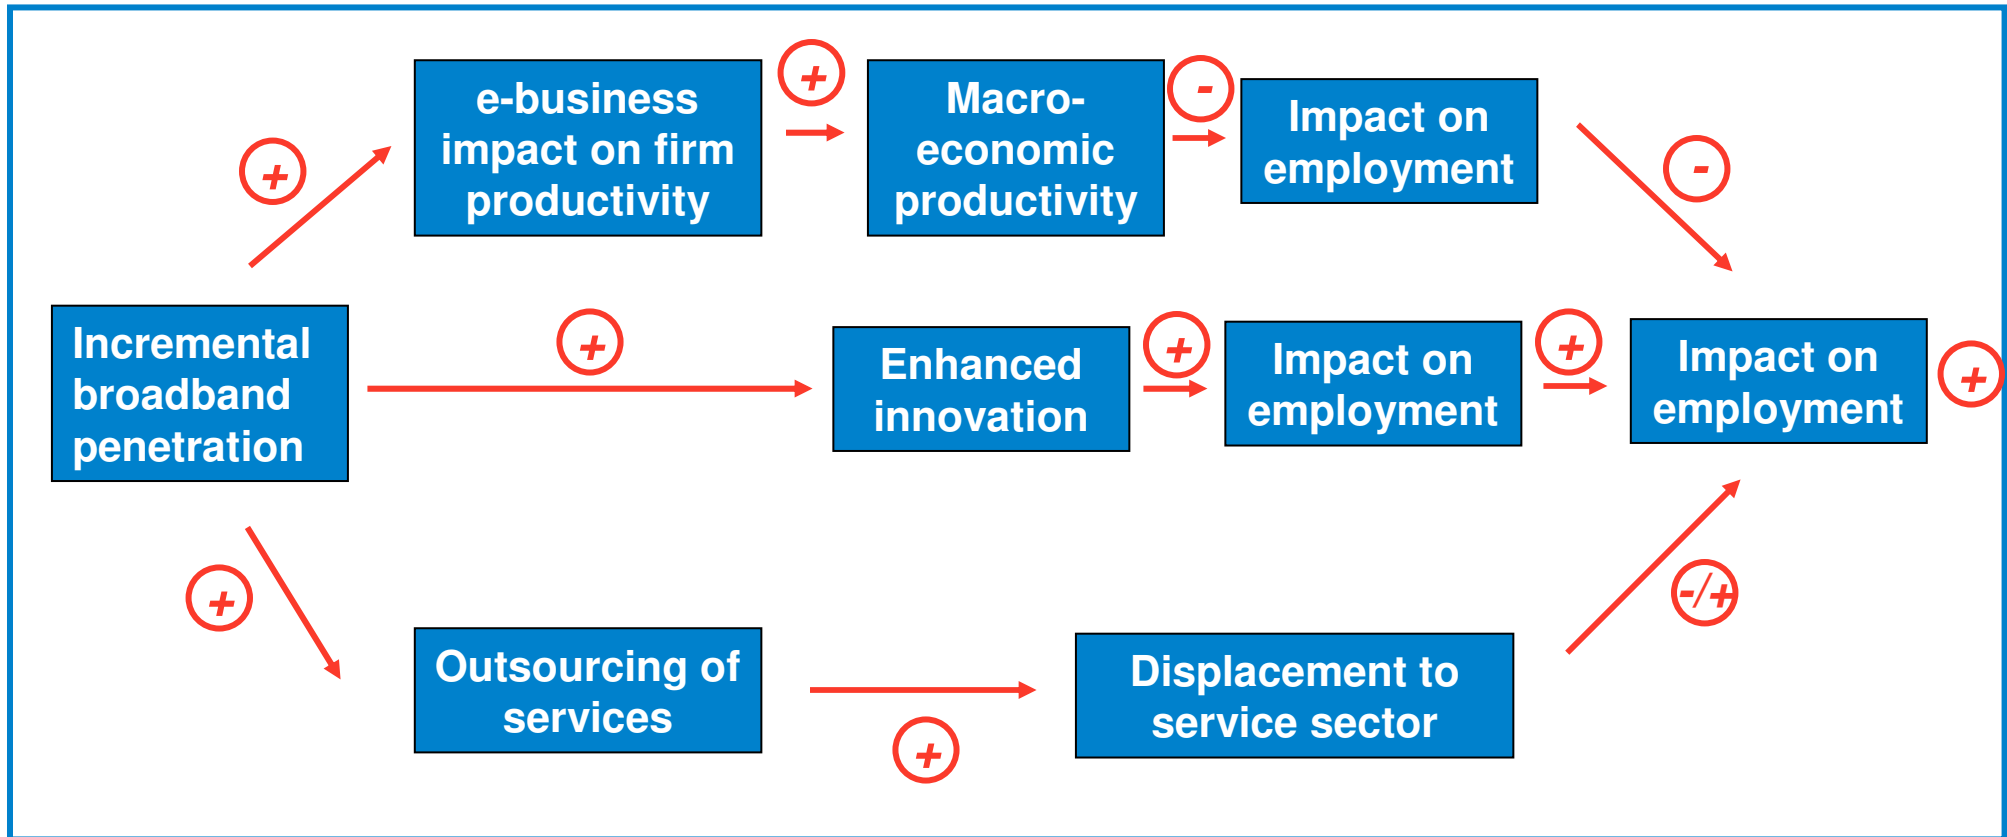 e-business
impact on firm
productivity
+
Macro-
economic
productivity
-
Impact on
employment
+
-
Incremental
broadband
penetration
+
Enhanced
innovation
+
Impact on
employment
+
Impact on
employment
+
+
Outsourcing of
services
+
Displacement to
service sector
-/+